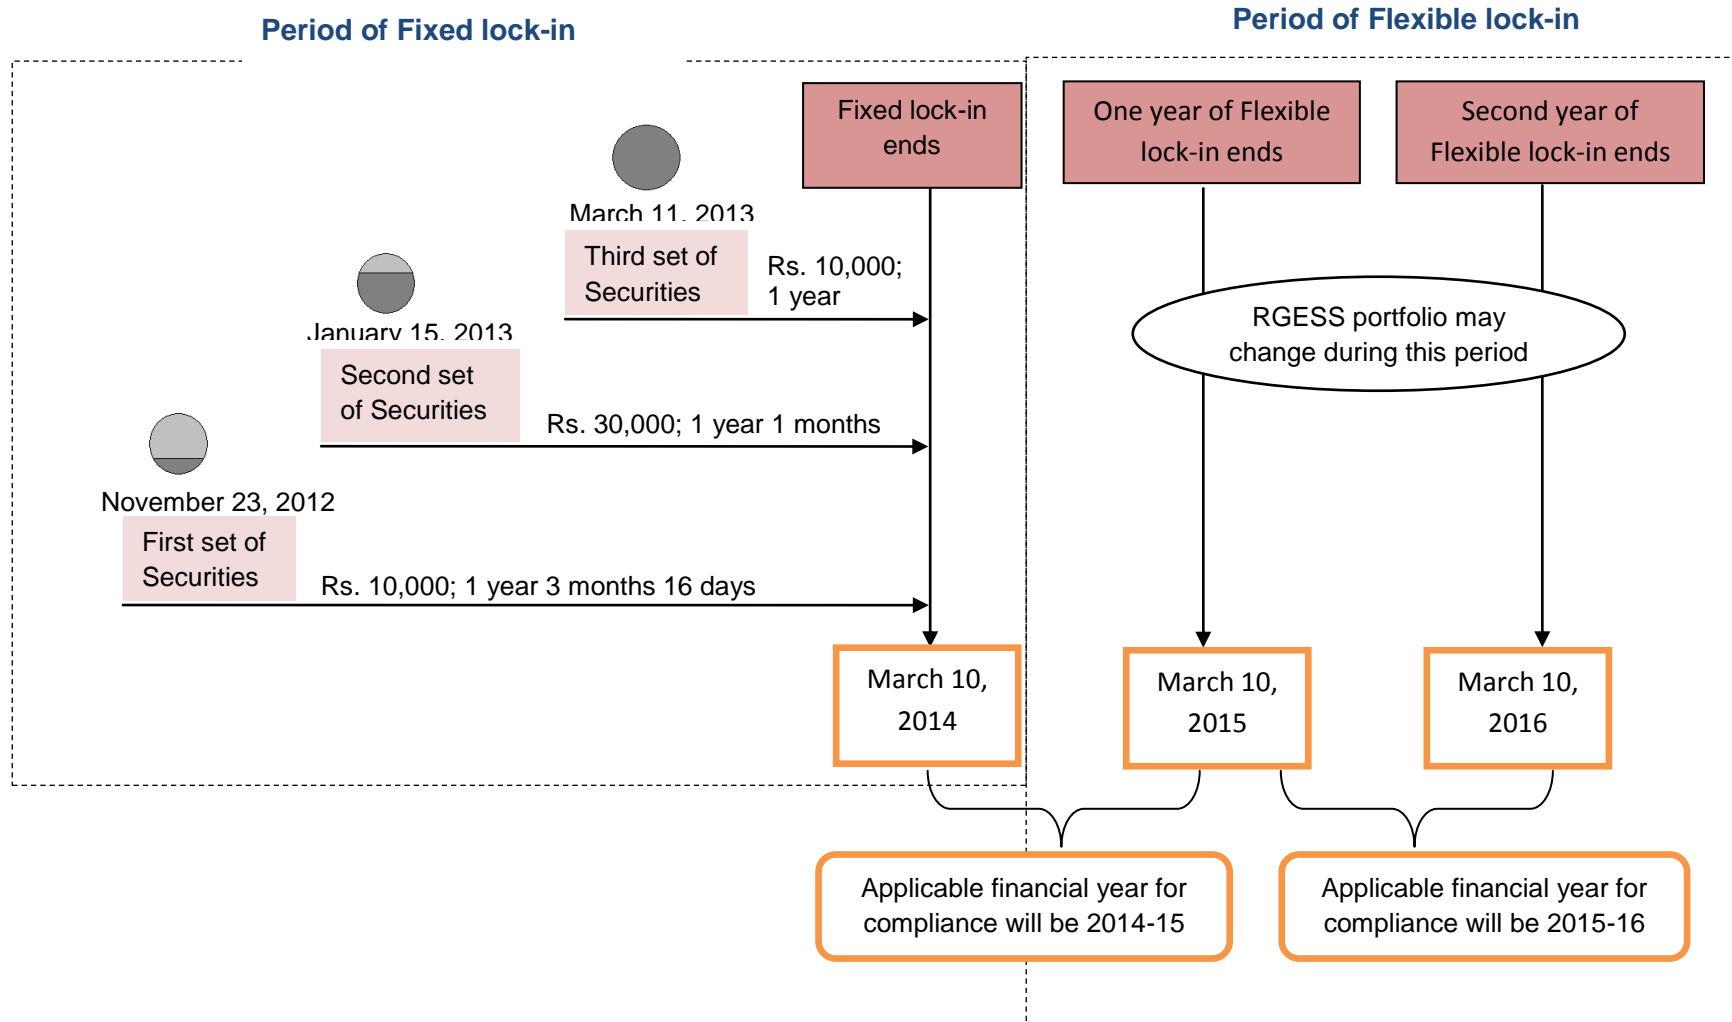 Period of Fixed lock-in
Period of Flexible lock-in
Fixed lock-in
ends
One year of Flexible
lock-in ends
Second year of
Flexible lock-in ends
March 11, 2013
Third set of
Securities
Rs. 10,000;
1 year
RGESS portfolio may
change during this period
January 15, 2013
Second set
of Securities
Rs. 30,000; 1 year 1 months
November 23, 2012
First set of
Securities
Rs. 10,000; 1 year 3 months 16 days
March 10,
2014
March 10,
2015
March 10,
2016
Applicable financial year for
compliance will be 2014-15
Applicable financial year for
compliance will be 2015-16